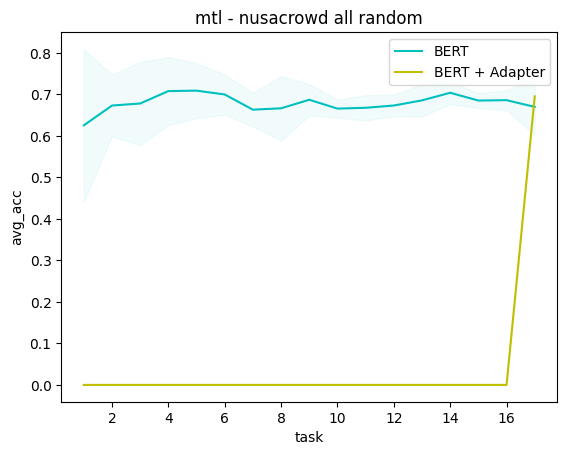 mtl - nusacrowd all random
BERT
BERT + Adapter
avg_acc
0.8
0.7
0.6
0.5
0.4
0.3
0.2
0.1
0.0
2 4 6 8 10 12 14 16
task